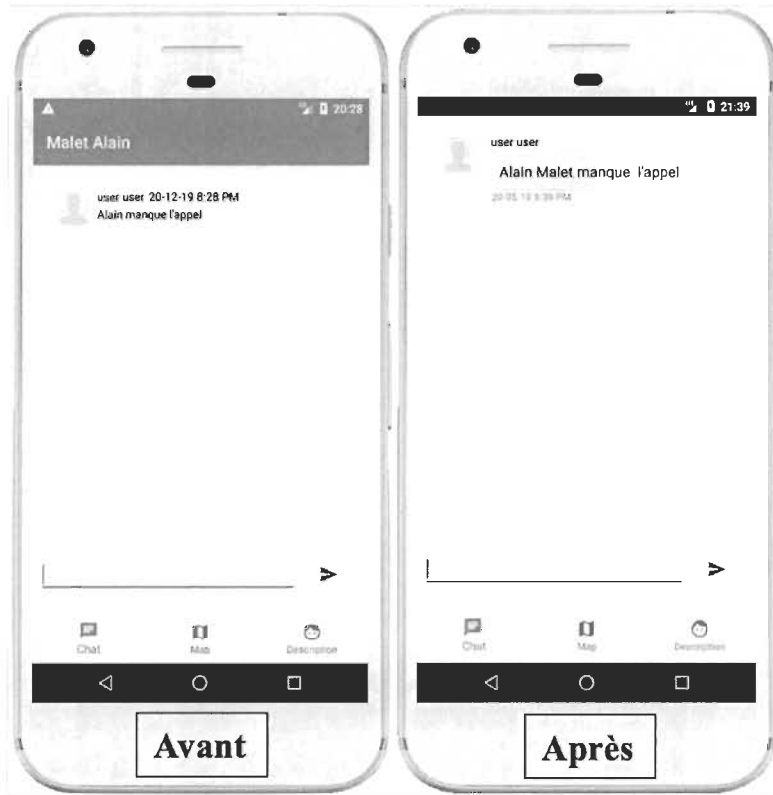 20:28
Malet Alain
user user 20-12-19 8:28 PM
Alain manque l'appel
Chat
Map
Description
Avant
21:39
user user
Alain Malet manque l'appel
Chat
Map
Description
Après